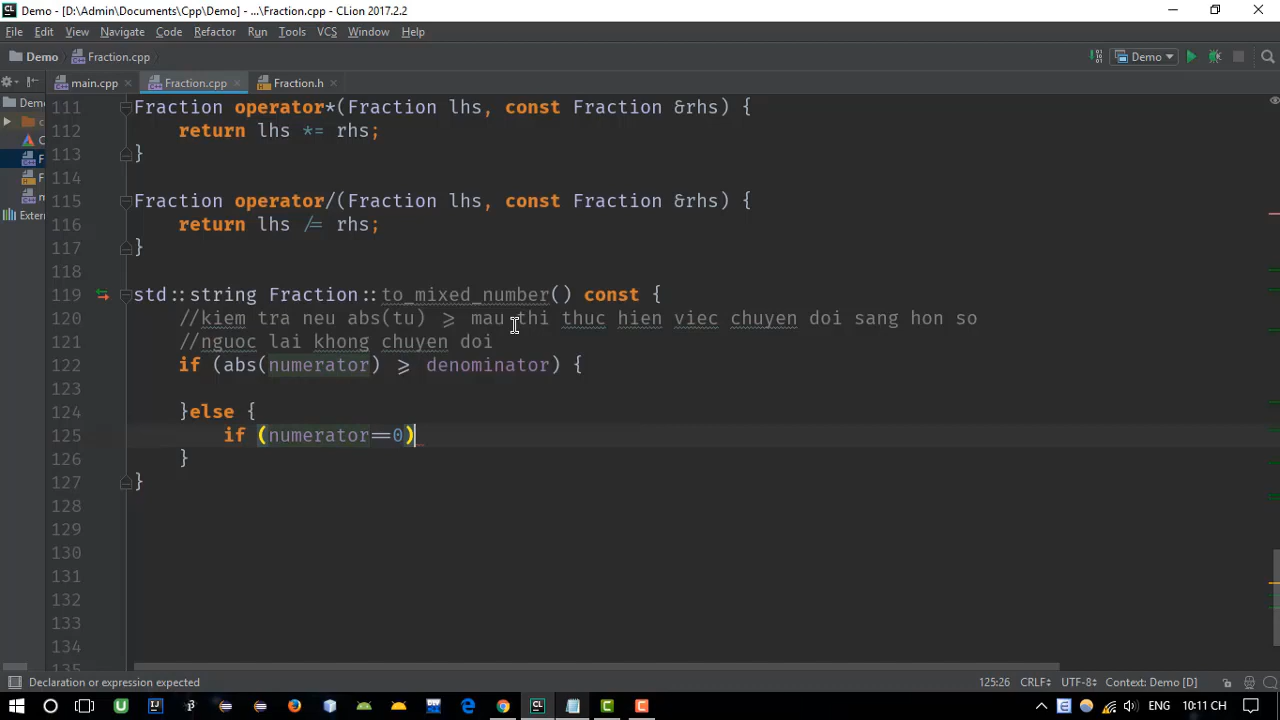 Demo - [D:\Admin\Documents\Cpp\Demo] - ...\Fraction.cpp - CLion 2017.2.2
File Edit View Navigate Code Refactor Run Tools VCS Window Help
Demo Fraction.cpp Demo
main.cpp Fraction.cpp Fraction.h
111 Fraction operator*(Fraction lhs, const Fraction &rhs) {
112 return lhs *= rhs;
113 }
114
115 Fraction operator/(Fraction lhs, const Fraction &rhs) {
116 return lhs /= rhs;
117 }
118
119 std::string Fraction::to_mixed_number() const {
120 //kiem tra neu abs(tu) >= mau thi thuc hien viec chuyen doi sang hon so
121 //nguoc lai khong chuyen doi
122 if (abs(numerator) >= denominator) {
123
124 }else {
125 if (numerator==0)
126 }
127 }
128
129
130
131
132
133
134
135
Demo
c
C
F
F
m
Extern
Declaration or expression expected 125:26 CRLF÷ UTF-8÷ Context: Demo [D]
10:11 CH
ENG